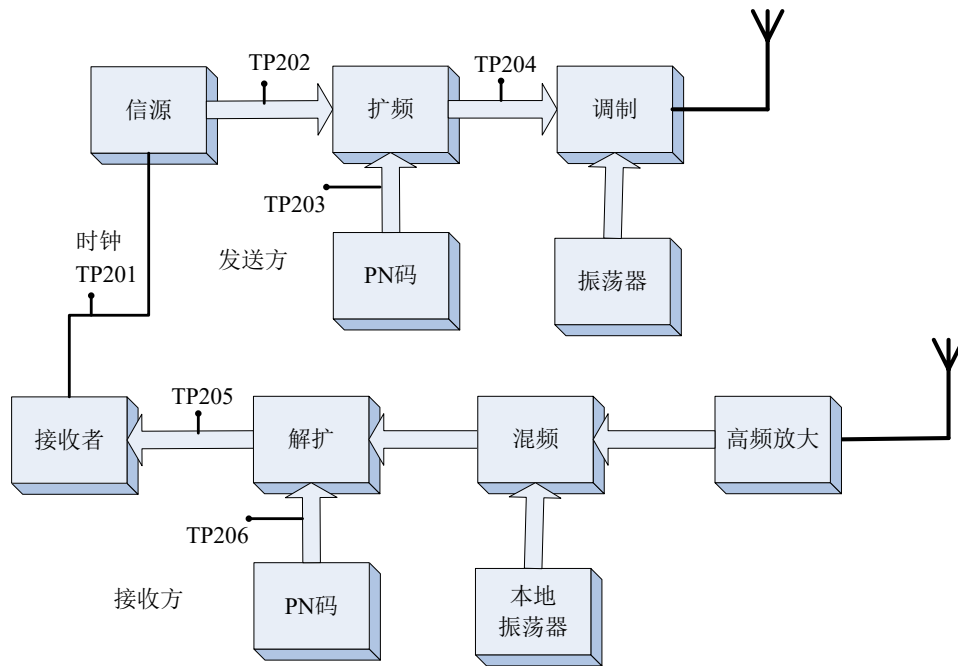 TP202
TP204
信源
扩频
调制
TP203
时钟
TP201
发送方
PN码
振荡器
TP205
接收者
解扩
混频
高频放大
TP206
接收方
PN码
本地
振荡器